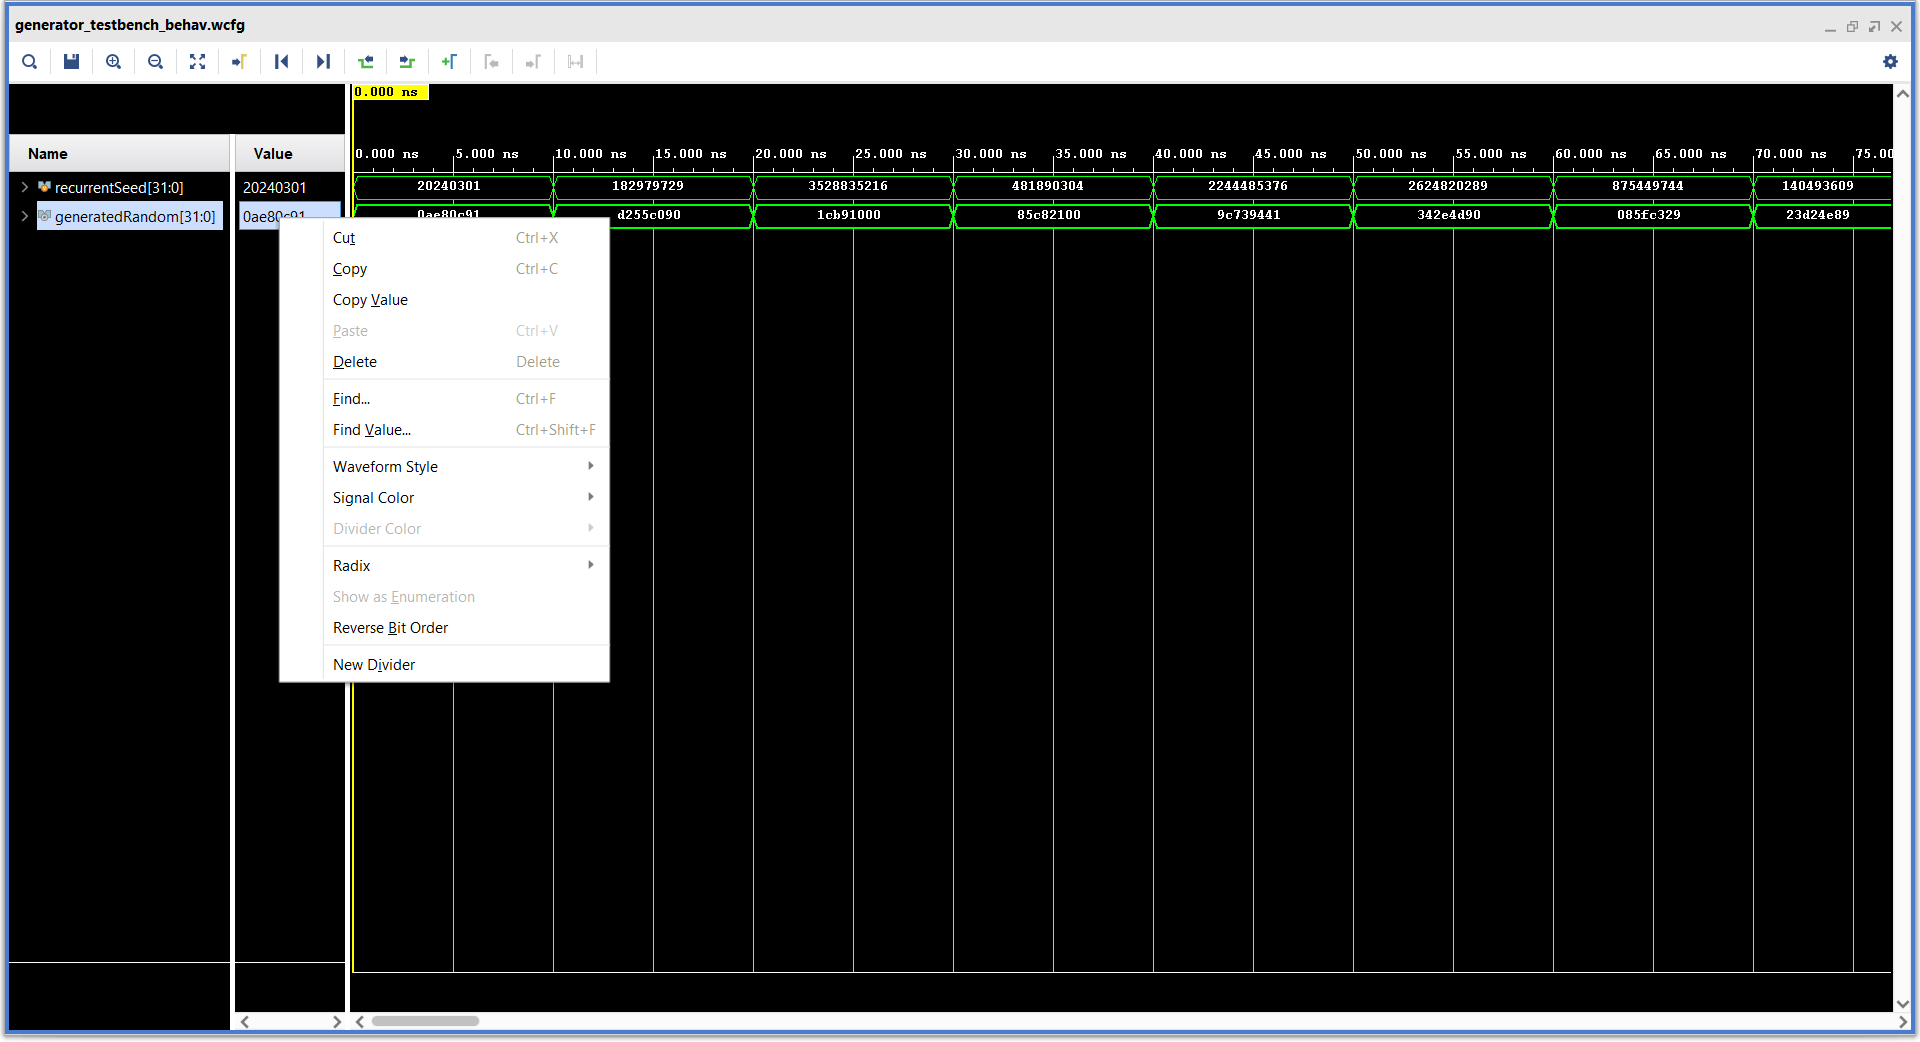 generator_testbench_behav.wcfg
0.000 ns
Name Value
0.000 ns 5.000 ns 10.000 ns 15.000 ns 20.000 ns 25.000 ns 30.000 ns 35.000 ns 40.000 ns 45.000 ns 50.000 ns 55.000 ns 60.000 ns 65.000 ns 70.000 ns 75.00
recurrentSeed[31:0] 20240301 20240301 182979729 3528835216 481890304 2244485376 2624820289 875449744 140493609
generatedRandom[31:0] 0ae80c91 0ae80c91 d255c090 1cb91000 85c82100 9c739441 342e4d90 085fc329 23d24e89
Cut Ctrl+X
Copy Ctrl+C
Copy Value
Paste Ctrl+V
Delete Delete
Find... Ctrl+F
Find Value... Ctrl+Shift+F
Waveform Style
Signal Color
Divider Color
Radix
Show as Enumeration
Reverse Bit Order
New Divider